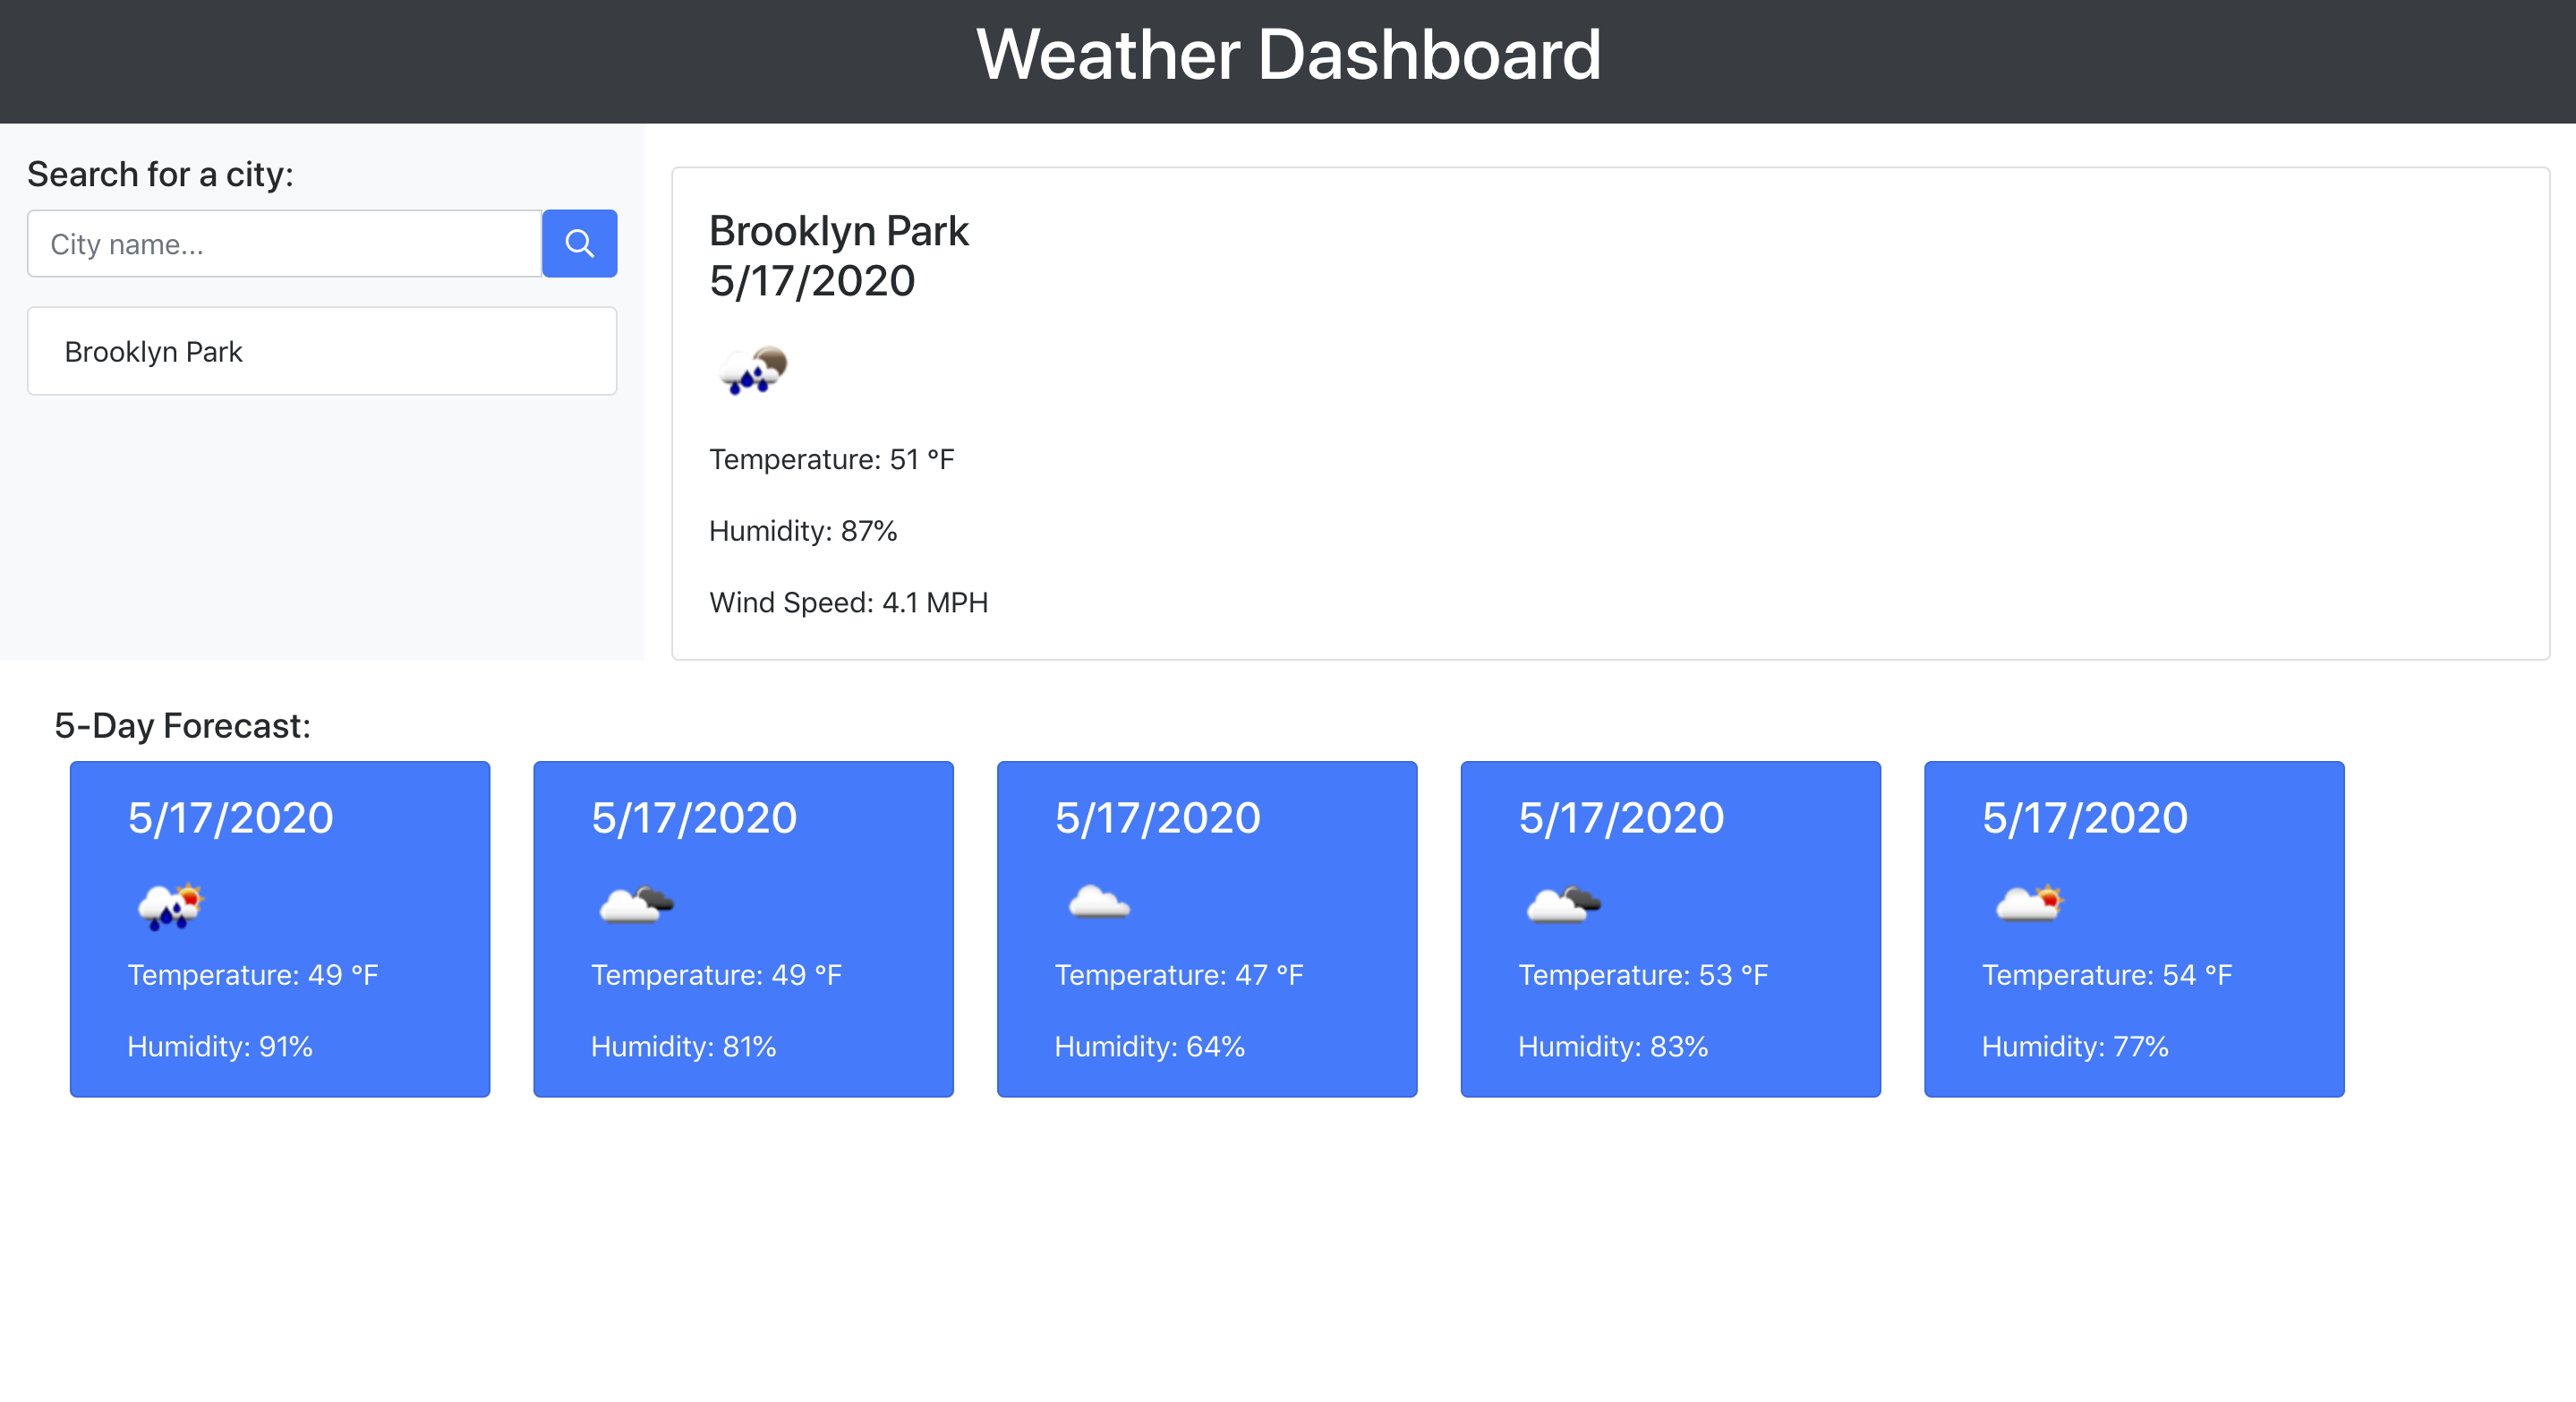 Weather Dashboard
Search for a city:
City name...
Brooklyn Park
Brooklyn Park
5/17/2020
Temperature: 51 °F
Humidity: 87%
Wind Speed: 4.1 MPH
5-Day Forecast:
5/17/2020
Temperature: 49 °F
Humidity: 91%
5/17/2020
Temperature: 49 °F
Humidity: 81%
5/17/2020
Temperature: 47 °F
Humidity: 64%
5/17/2020
Temperature: 53 °F
Humidity: 83%
5/17/2020
Temperature: 54 °F
Humidity: 77%